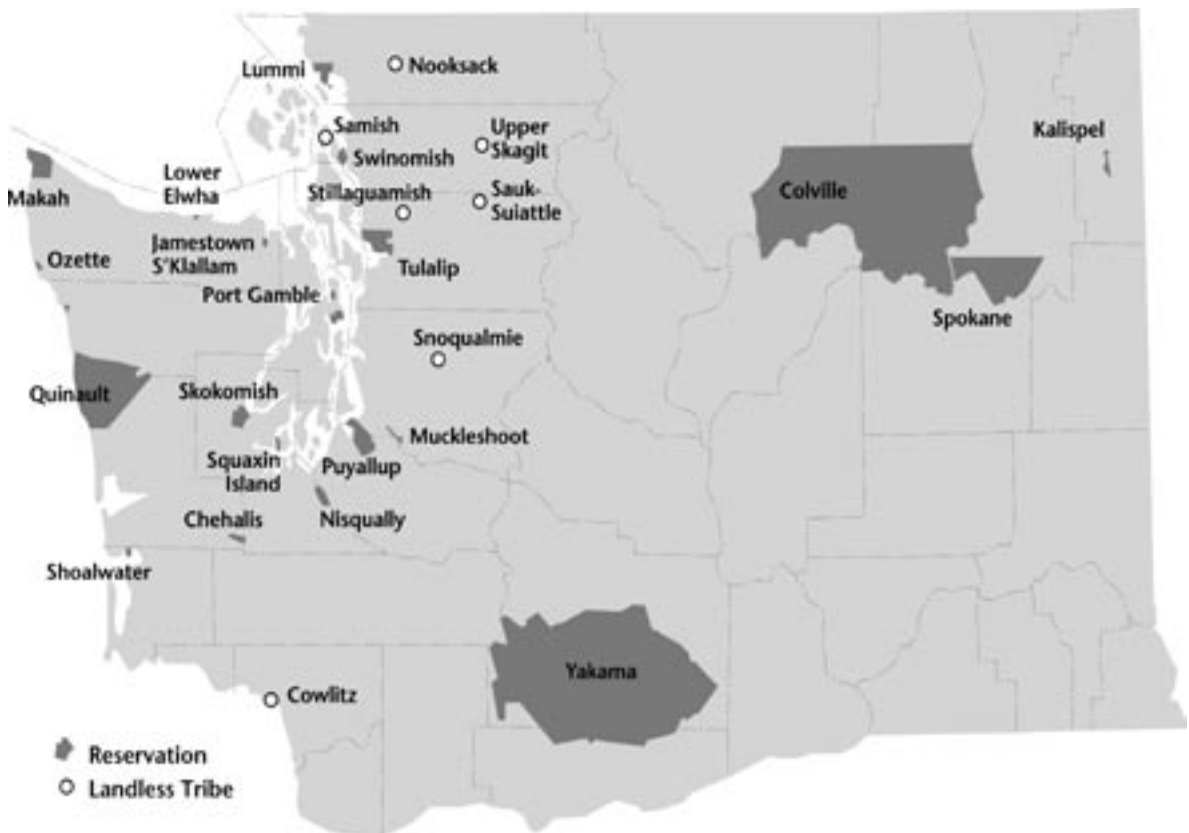 Lummi
Nooksack
Samish
Upper
Skagit
Kalispel
Swinomish
Lower
Elwha
Makah
Stillaguamish
Sauk-
Suiattle
Colville
Jamestown
S'Klallam
Ozette
Tulalip
Port Gamble
Spokane
Snoqualmie
Quinault
Skokomish
Muckleshoot
Squaxin
Island
Puyallup
Chehalis
Nisqually
Shoalwater
Yakama
Cowlitz
Reservation
Landless Tribe